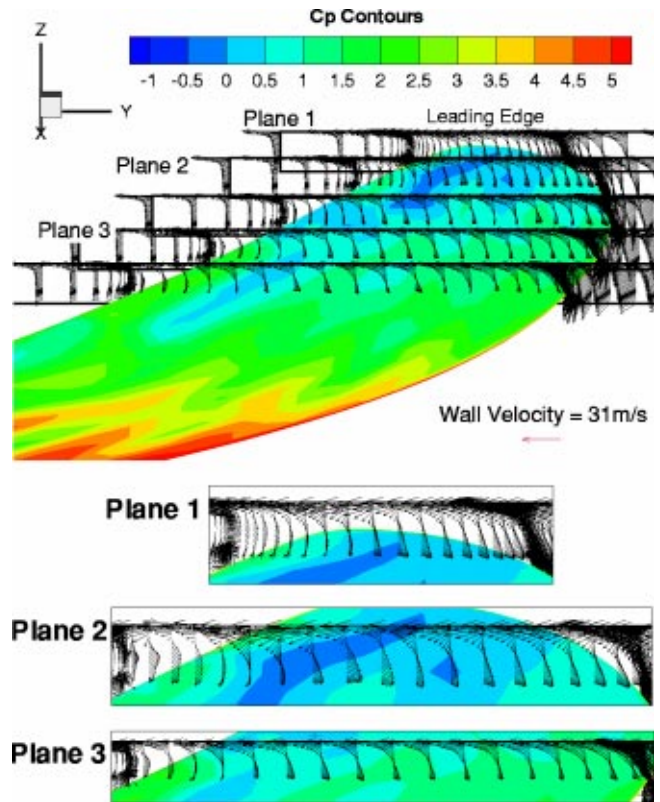 Cp Contours
-1 -0.5 0 0.5 1 1.5 2 2.5 3 3.5 4 4.5 5
Z
Y
X
Plane 1
Leading Edge
Plane 2
Plane 3
Wall Velocity = 31m/s
Plane 1
Plane 2
Plane 3